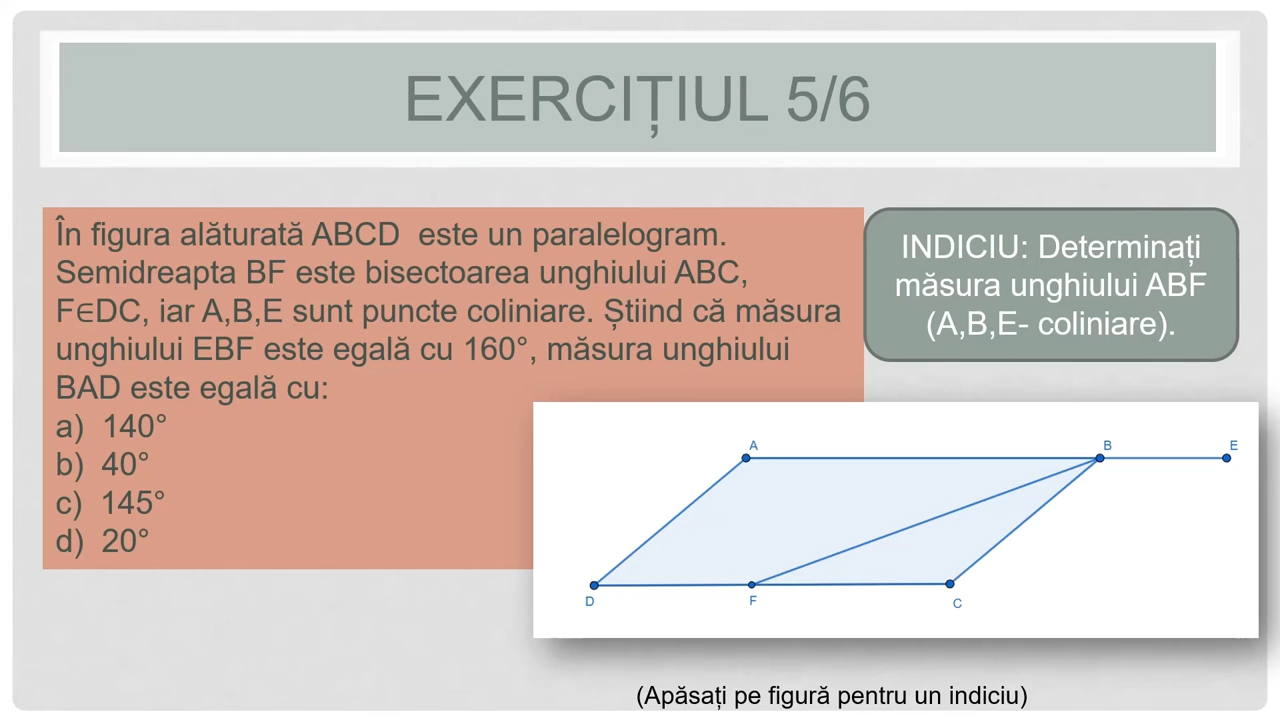 EXERCIȚIUL 5/6
În figura alăturată ABCD  este un paralelogram.
Semidreapta BF este bisectoarea unghiului ABC,
F∈DC, iar A,B,E sunt puncte coliniare. Știind că măsura
unghiului EBF este egală cu 160°, măsura unghiului
BAD este egală cu:
a)  140°
b)  40°
c)  145°
d)  20°
INDICIU: Determinați
măsura unghiului ABF
(A,B,E- coliniare).
A
B
E
D
F
C
(Apăsați pe figură pentru un indiciu)